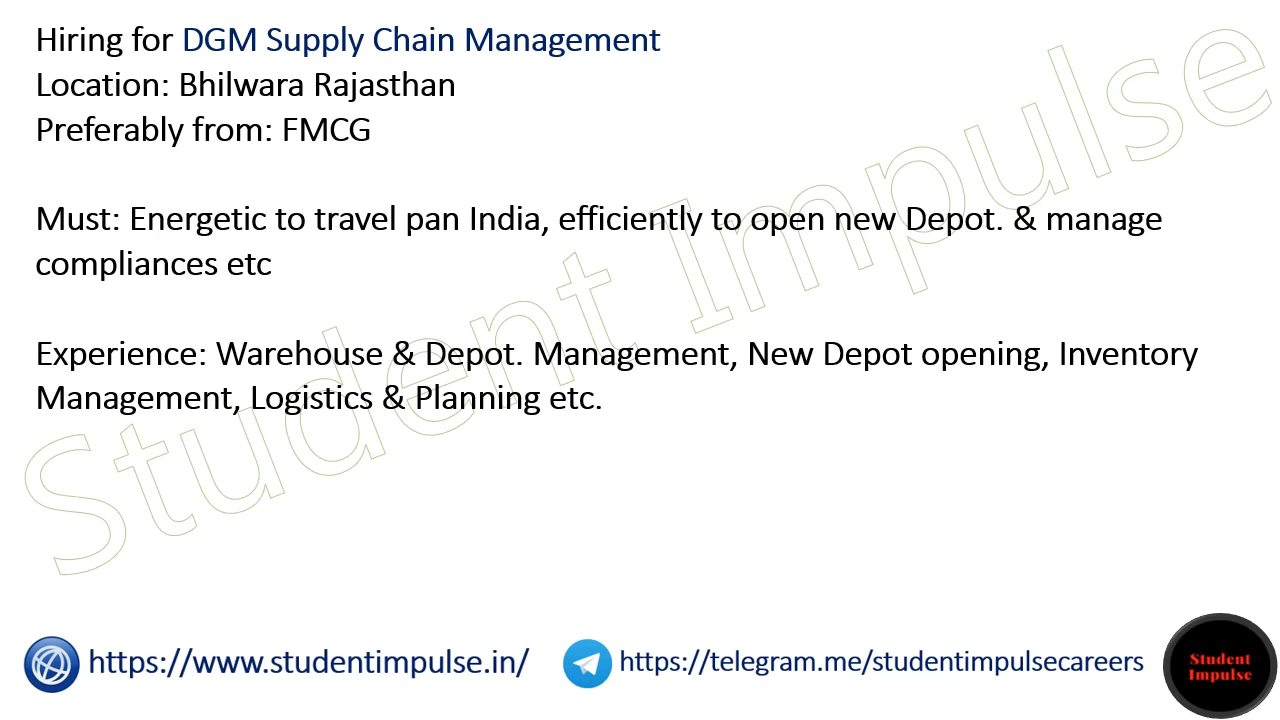 Hiring for DGM Supply Chain Management
Location: Bhilwara Rajasthan
Preferably from: FMCG
Must: Energetic to travel pan India, efficiently to open new Depot. & manage
compliances etc
Experience: Warehouse & Depot. Management, New Depot opening, Inventory
Management, Logistics & Planning etc.
Student Impulse
https://www.studentimpulse.in/
https://telegram.me/studentimpulsecareers
Student
Impulse